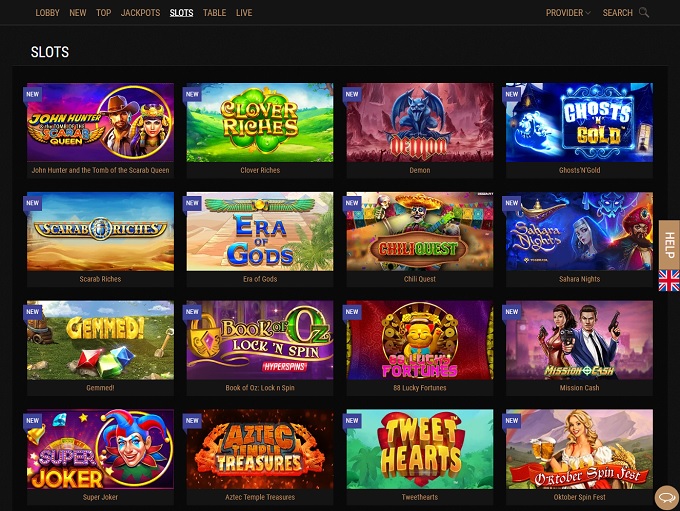 LOBBY NEW TOP JACKPOTS SLOTS TABLE LIVE PROVIDER SEARCH
SLOTS
NEW NEW NEW NEW
JOHN HUNTER
& THE TOMB OF THE
SCARAB
QUEEN
CLOVER
RICHES
DEMON
GHOSTS
'N'
GOLD
John Hunter and the Tomb of the Scarab Queen
Clover Riches
Demon
Ghosts'N'Gold
NEW NEW NEW NEW
SCARAB RICHES
ERA
OF
GODS
CHILI QUEST
Sahara
Nights
Scarab Riches
Era of Gods
Chili Quest
Sahara Nights
HELP
NEW NEW NEW NEW
GEMMED!
BOOK OF OZ
LOCK 'N SPIN
HYPERSPINS
88 LUCKY
FORTUNES
MISSION CASH
Gemmed!
Book of Oz: Lock n Spin
88 Lucky Fortunes
Mission Cash
NEW NEW NEW NEW
SUPER
JOKER
AZTEC
TEMPLE
TREASURES
TWEET
HEARTS
Oktober Spin Fest
Super Joker
Aztec Temple Treasures
Tweethearts
Oktober Spin Fest